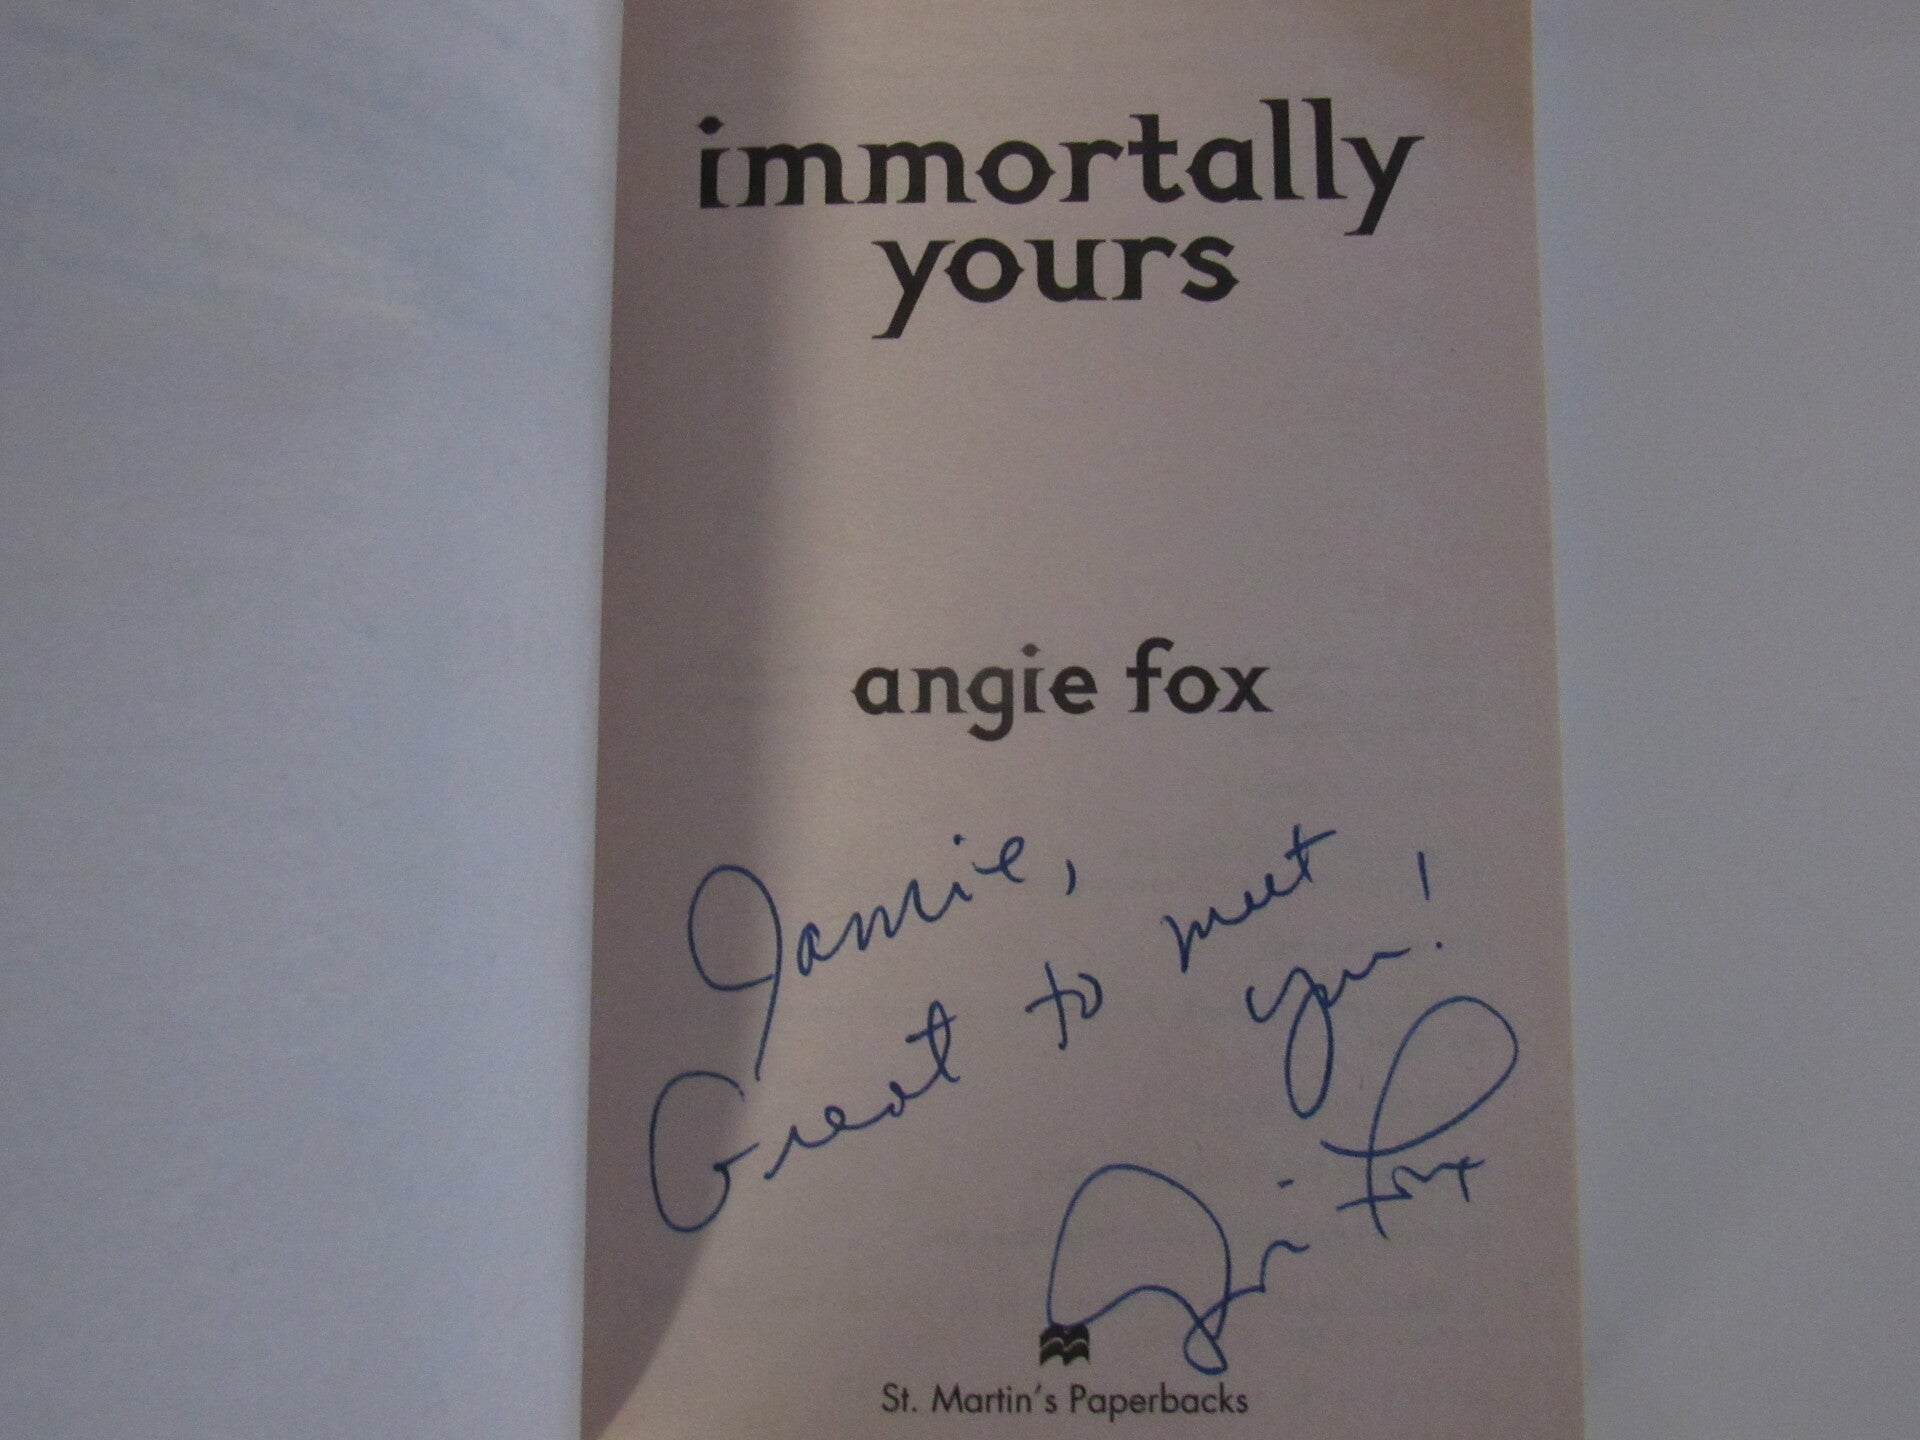 immortally
yours
angie fox
Jamie,
Great to meet
you!
Angie Fox
St. Martin's Paperbacks